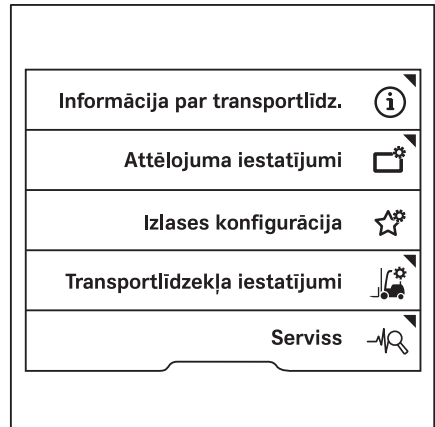 Informācija par transportlīdz.
Attēlojuma iestatījumi
Izlases konfigurācija
Transportlīdzekļa iestatījumi
Serviss